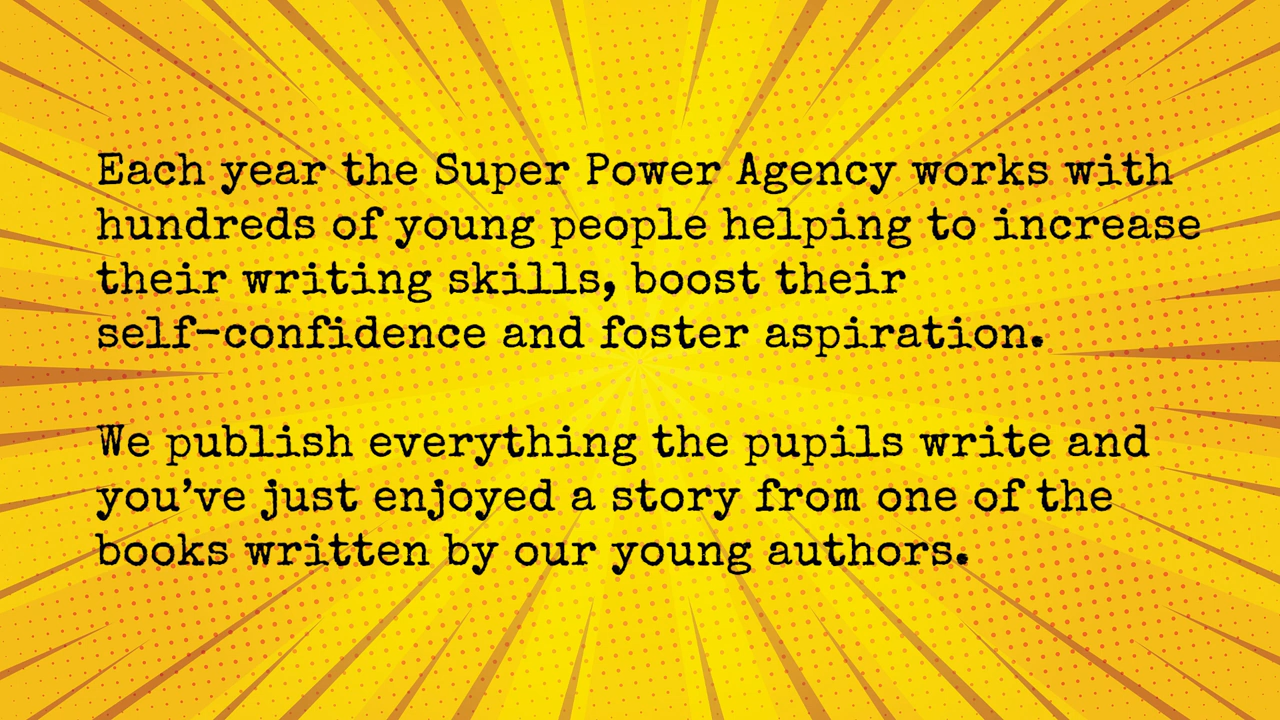 Each year the Super Power Agency works with
hundreds of young people helping to increase
their writing skills, boost their
self-confidence and foster aspiration.
We publish everything the pupils write and
you’ve just enjoyed a story from one of the
books written by our young authors.